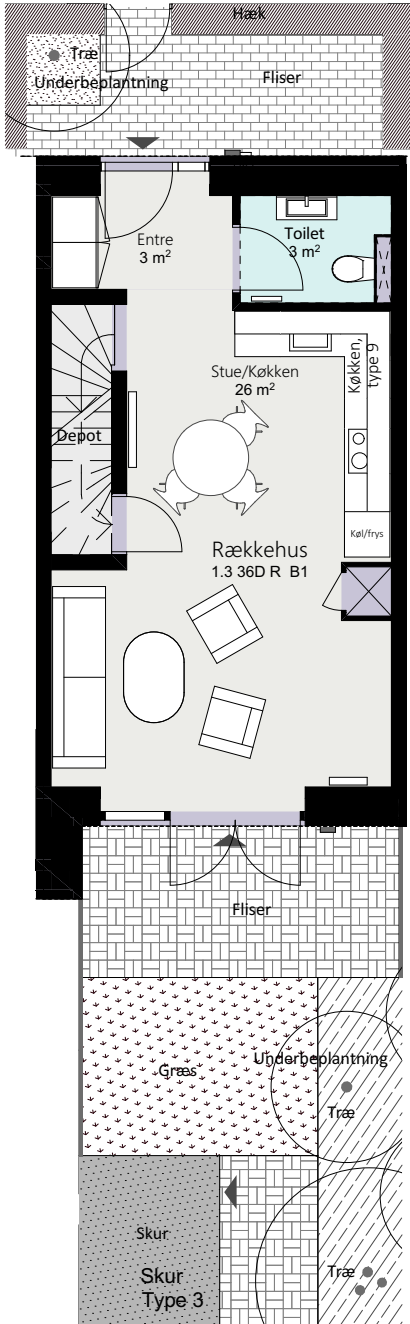 Hæk
Træ
Underbeplantning
Fliser
Entre
3 m²
Toilet
3 m²
Køkken,
type 9
Stue/Køkken
26 m²
Depot
Køl/frys
Rækkehus
1.3 36D R B1
Fliser
Underbeplantning
Græs
Træ
Skur
Skur
Type 3
Træ